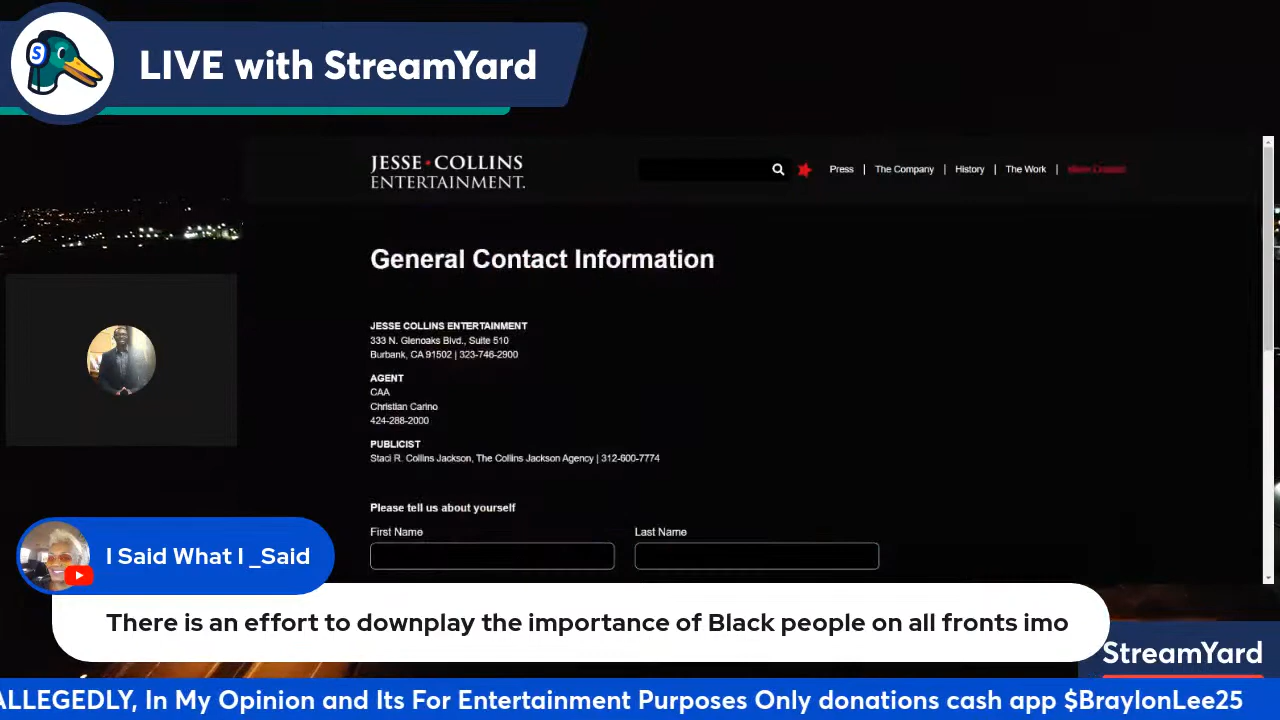 S
LIVE with StreamYard
JESSE COLLINS
ENTERTAINMENT.
Press | The Company | History | The Work |
General Contact Information
JESSE COLLINS ENTERTAINMENT
333 N. Glenoaks Blvd., Suite 510
Burbank, CA 91502 | 323-746-2900
AGENT
CAA
Christian Carino
424-288-2000
PUBLICIST
Staci R. Collins Jackson, The Collins Jackson Agency | 312-600-7774
Please tell us about yourself
First Name Last Name
I Said What I _Said
There is an effort to downplay the importance of Black people on all fronts imo
StreamYard
ALLEGEDLY, In My Opinion and Its For Entertainment Purposes Only donations cash app $BraylonLee25